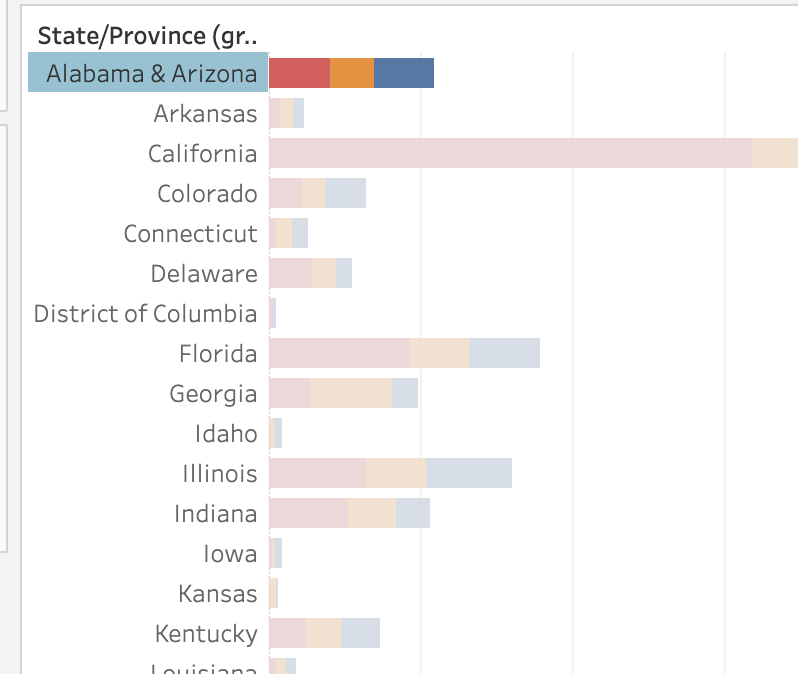 State/Province (gr..
Alabama & Arizona
Arkansas
California
Colorado
Connecticut
Delaware
District of Columbia
Florida
Georgia
Idaho
Illinois
Indiana
Iowa
Kansas
Kentucky
Louisiana